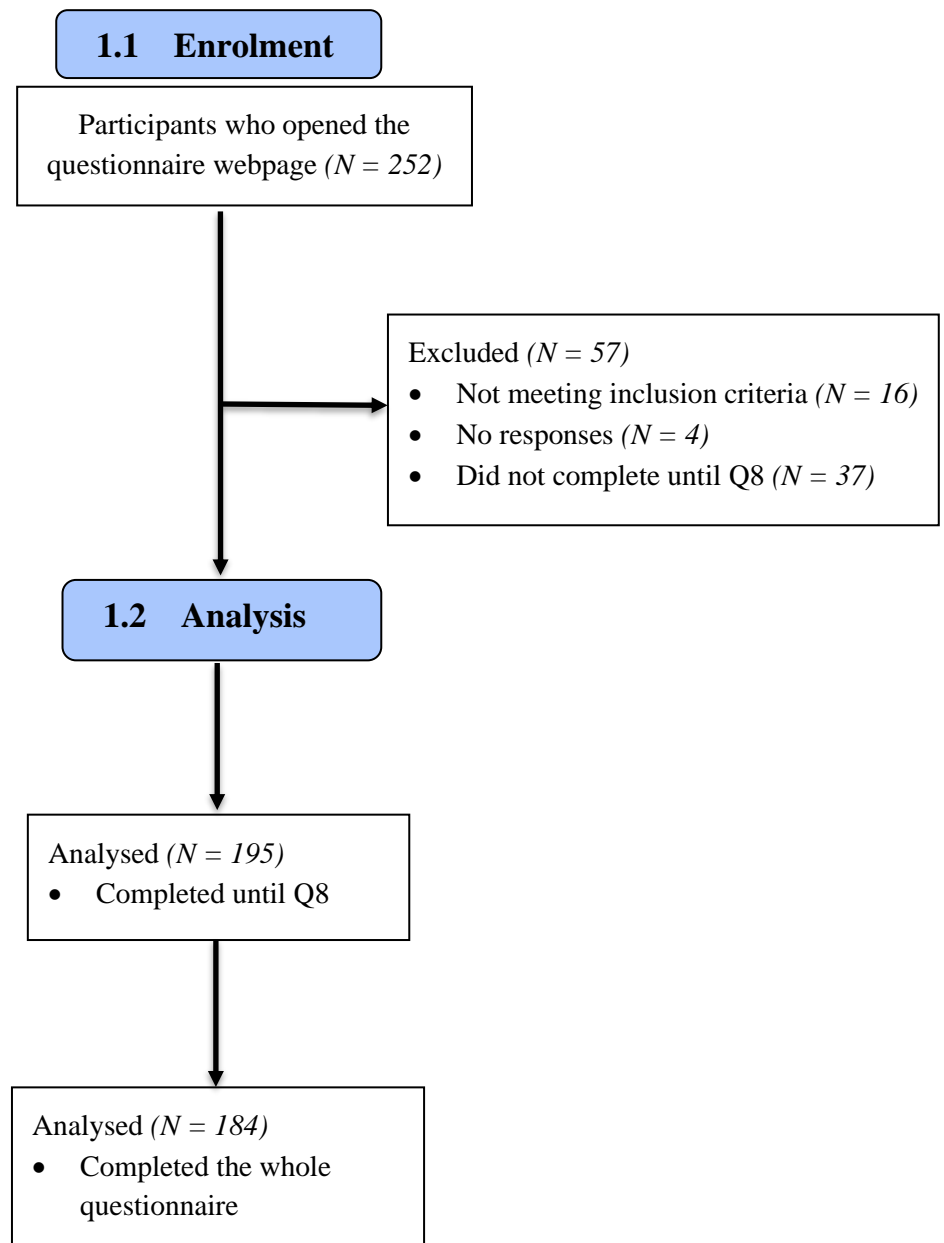 1.1 Enrolment
Participants who opened the
questionnaire webpage (N = 252)
Excluded (N = 57)
• Not meeting inclusion criteria (N = 16)
• No responses (N = 4)
• Did not complete until Q8 (N = 37)
1.2 Analysis
Analysed (N = 195)
• Completed until Q8
Analysed (N = 184)
• Completed the whole
questionnaire